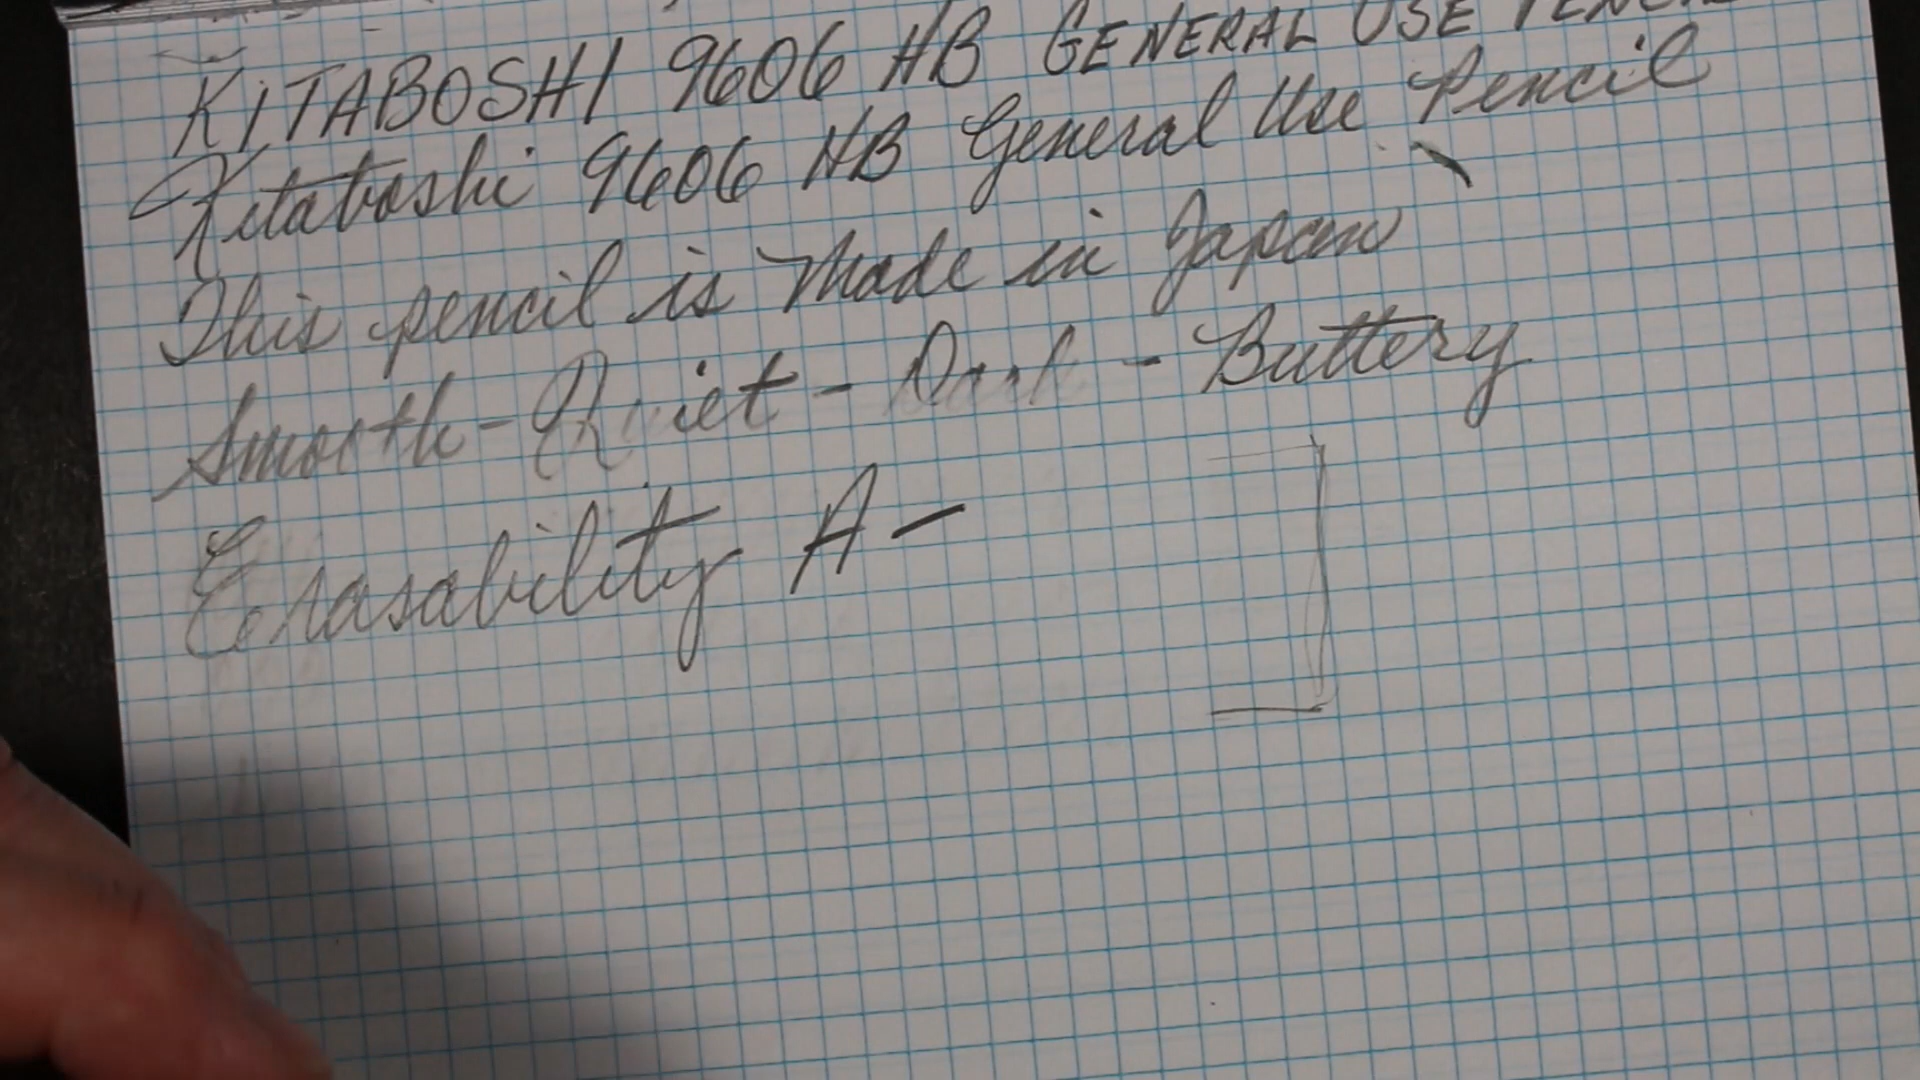 KITABOSHI 9606 HB GENERAL USE PENCIL
Kitaboshi 9606 HB General Use Pencil
This pencil is Made in Japan
Smooth - Quiet - Dark - Buttery
Erasability A-